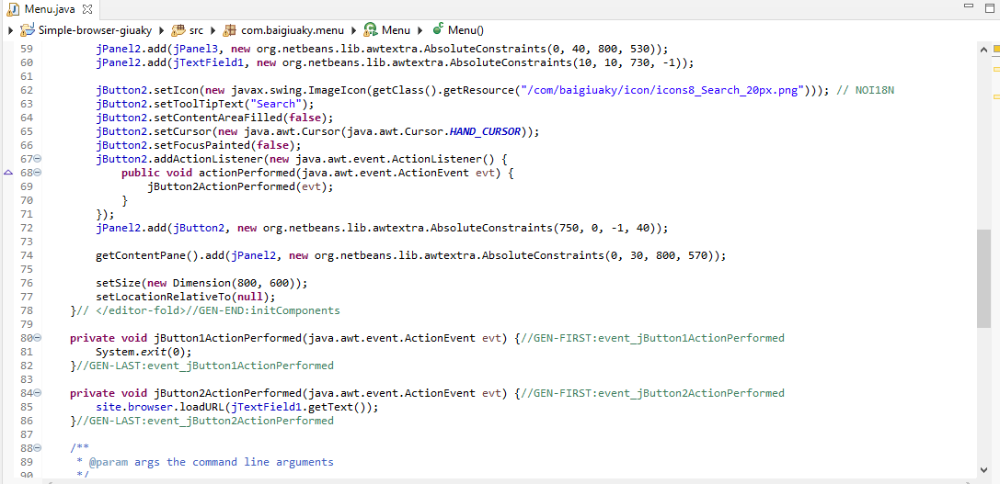 Menu.java
Simple-browser-giuaky src com.baigiuaky.menu Menu Menu()
59 jPanel2.add(jPanel3, new org.netbeans.lib.awtextra.AbsoluteConstraints(0, 40, 800, 530));
60 jPanel2.add(jTextField1, new org.netbeans.lib.awtextra.AbsoluteConstraints(10, 10, 730, -1));
61
62 jButton2.setIcon(new javax.swing.ImageIcon(getClass().getResource("/com/baigiuaky/icon/icons8_Search_20px.png"))); // NOI18N
63 jButton2.setToolTipText("Search");
64 jButton2.setContentAreaFilled(false);
65 jButton2.setCursor(new java.awt.Cursor(java.awt.Cursor.HAND_CURSOR));
66 jButton2.setFocusPainted(false);
67 jButton2.addActionListener(new java.awt.event.ActionListener() {
68 public void actionPerformed(java.awt.event.ActionEvent evt) {
69 jButton2ActionPerformed(evt);
70 }
71 });
72 jPanel2.add(jButton2, new org.netbeans.lib.awtextra.AbsoluteConstraints(750, 0, -1, 40));
73
74 getContentPane().add(jPanel2, new org.netbeans.lib.awtextra.AbsoluteConstraints(0, 30, 800, 570));
75
76 setSize(new Dimension(800, 600));
77 setLocationRelativeTo(null);
78 }// </editor-fold>//GEN-END:initComponents
79
80 private void jButton1ActionPerformed(java.awt.event.ActionEvent evt) {//GEN-FIRST:event_jButton1ActionPerformed
81 System.exit(0);
82 }//GEN-LAST:event_jButton1ActionPerformed
83
84 private void jButton2ActionPerformed(java.awt.event.ActionEvent evt) {//GEN-FIRST:event_jButton2ActionPerformed
85 site.browser.loadURL(jTextField1.getText());
86 }//GEN-LAST:event_jButton2ActionPerformed
87
88 /**
89 * @param args the command line arguments
90 */